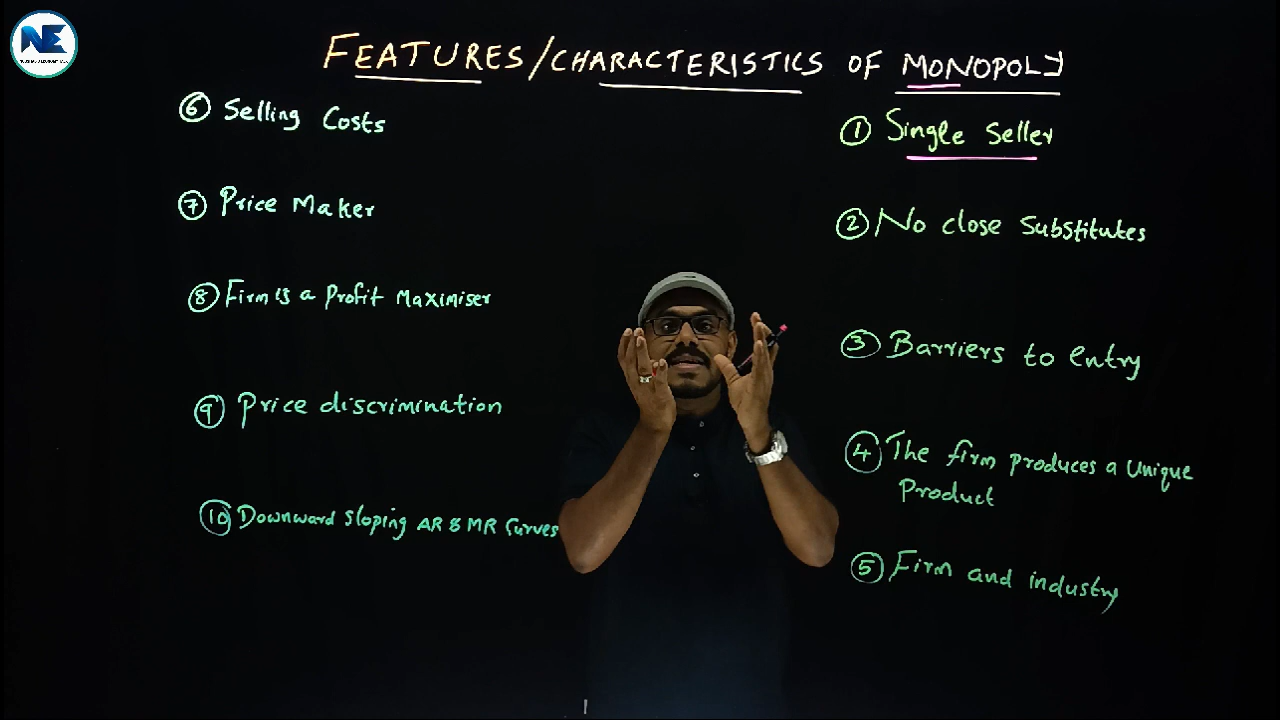 NE
FEATURES/CHARACTERISTICS OF MONOPOLY
① Single Seller
② No close Substitutes
③ Barriers to entry
④ The firm produces a Unique
Product
⑤ Firm and industry
⑥ Selling Costs
⑦ Price Maker
⑧ Firm is a Profit Maximiser
⑨ Price discrimination
⑩ Downward Sloping AR & MR Curves